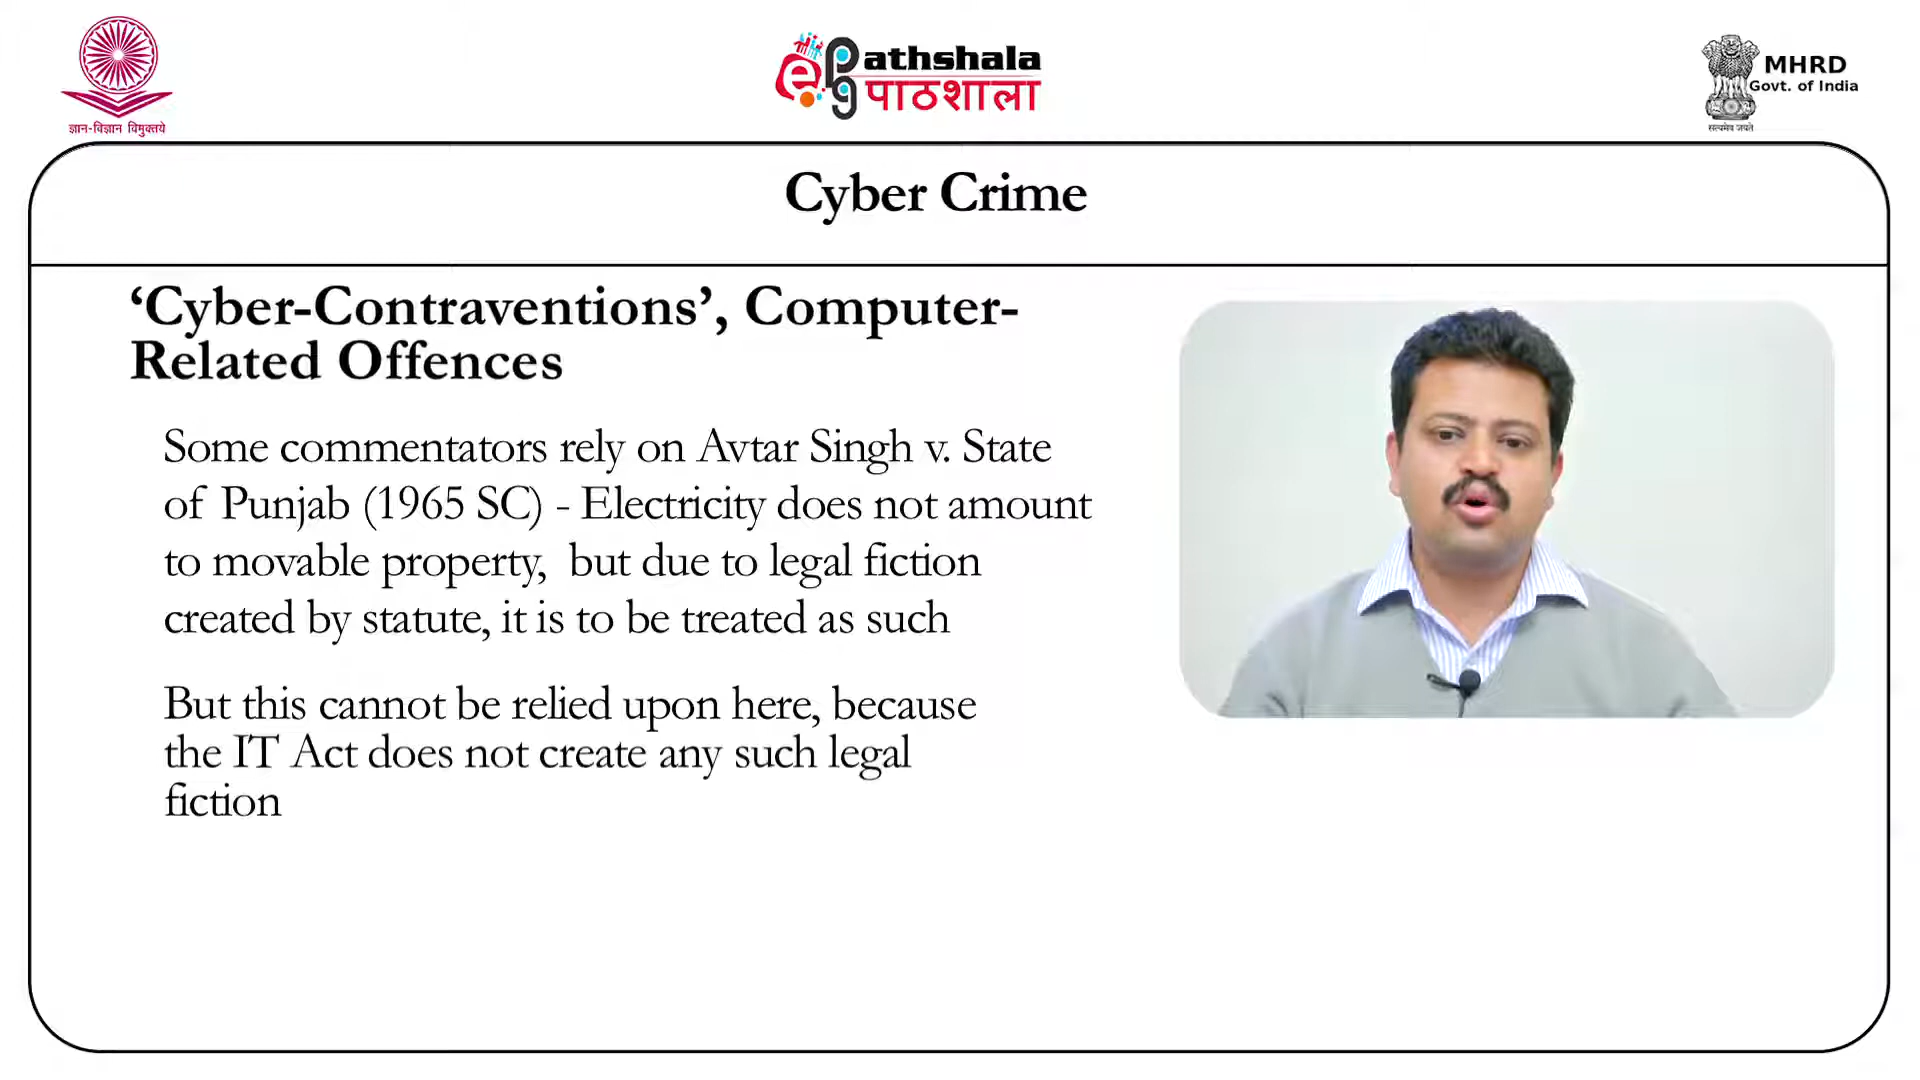 ज्ञान-विज्ञान विमुक्तये
ePathshala
पाठशाला
MHRD
Govt. of India
सत्यमेव जयते
Cyber Crime
‘Cyber-Contraventions’, Computer-
Related Offences
Some commentators rely on Avtar Singh v. State
of Punjab (1965 SC) - Electricity does not amount
to movable property, but due to legal fiction
created by statute, it is to be treated as such
But this cannot be relied upon here, because
the IT Act does not create any such legal
fiction